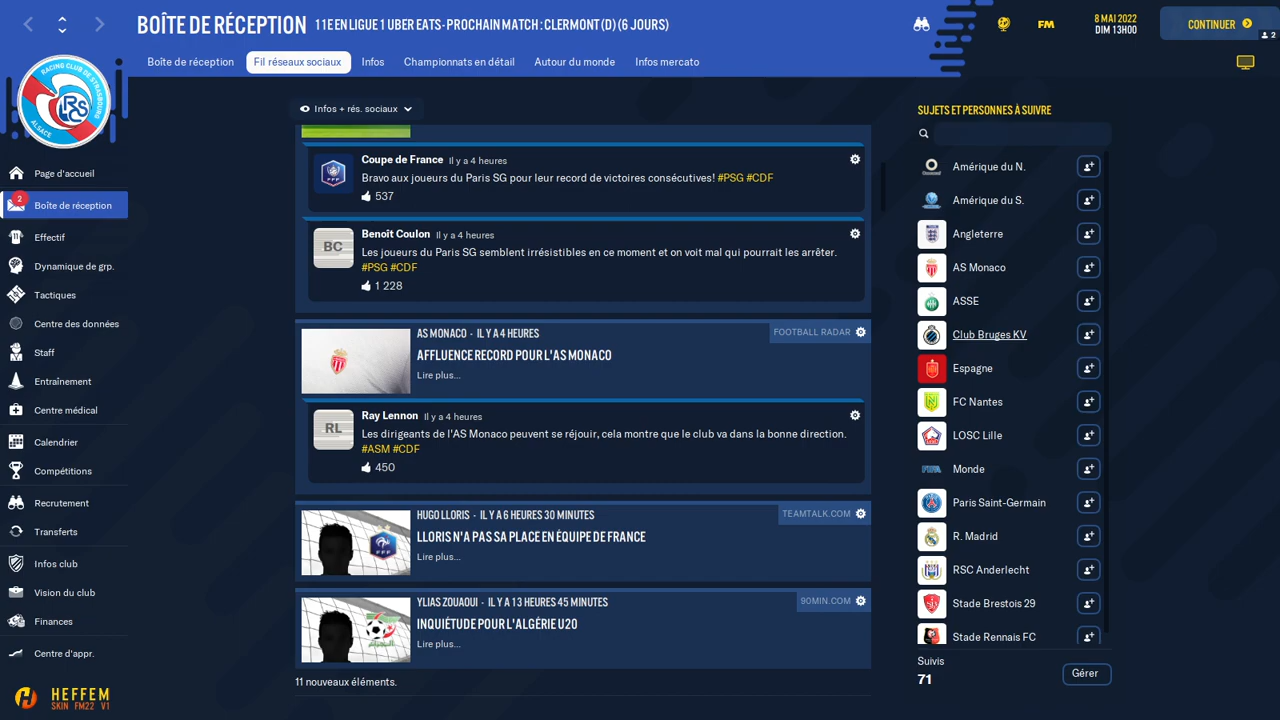 BOÎTE DE RÉCEPTION
11E EN LIGUE 1 UBER EATS - PROCHAIN MATCH : CLERMONT (D) (6 JOURS)
FM
8 MAI 2022
DIM 13H00
CONTINUER
2
Boîte de réception
Fil réseaux sociaux
Infos
Championnats en détail
Autour du monde
Infos mercato
RACING CLUB DE STRASBOURG
ALSACE
RCS
Page d'accueil
2
Boîte de réception
11
Effectif
Dynamique de grp.
Tactiques
Centre des données
Staff
Entraînement
Centre médical
Calendrier
Compétitions
Recrutement
Transferts
Infos club
Vision du club
Finances
Centre d'appr.
HEFFEM
SKIN FM22 V1
Infos + rés. sociaux
FFF
Coupe de France Il y a 4 heures
Bravo aux joueurs du Paris SG pour leur record de victoires consécutives! #PSG #CDF
537
BC
Benoît Coulon Il y a 4 heures
Les joueurs du Paris SG semblent irrésistibles en ce moment et on voit mal qui pourrait les arrêter.
#PSG #CDF
1 228
AS MONACO - IL Y A 4 HEURES
FOOTBALL RADAR
AFFLUENCE RECORD POUR L'AS MONACO
Lire plus...
RL
Ray Lennon Il y a 4 heures
Les dirigeants de l'AS Monaco peuvent se réjouir, cela montre que le club va dans la bonne direction.
#ASM #CDF
450
HUGO LLORIS - IL Y A 6 HEURES 30 MINUTES
TEAMTALK.COM
LLORIS N'A PAS SA PLACE EN ÉQUIPE DE FRANCE
Lire plus...
FFF
YLIAS ZOUAOUI - IL Y A 13 HEURES 45 MINUTES
90MIN.COM
INQUIÉTUDE POUR L'ALGÉRIE U20
Lire plus...
11 nouveaux éléments.
SUJETS ET PERSONNES À SUIVRE
Amérique du N.
Amérique du S.
Angleterre
AS Monaco
ASSE
Club Bruges KV
Espagne
FC Nantes
LOSC Lille
FIFA
Monde
Paris Saint-Germain
R. Madrid
RSC Anderlecht
Stade Brestois 29
Stade Rennais FC
Suivis
71
Gérer